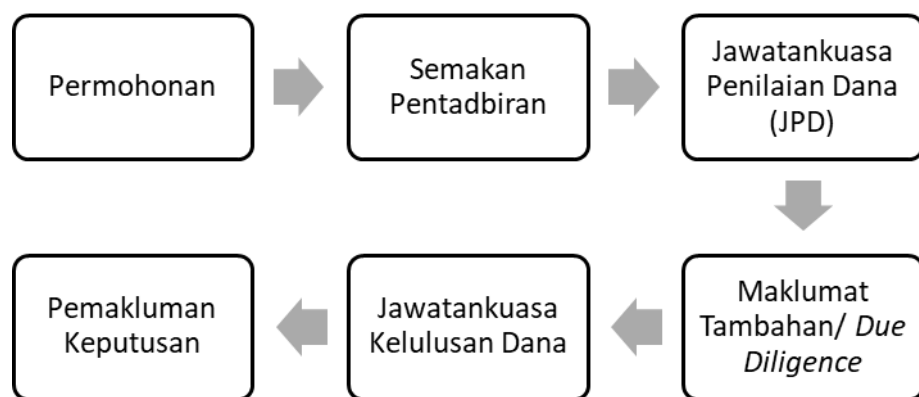 Permohonan
Semakan
Pentadbiran
Jawatankuasa
Penilaian Dana
(JPD)
Maklumat
Tambahan/ Due
Diligence
Jawatankuasa
Kelulusan Dana
Pemakluman
Keputusan